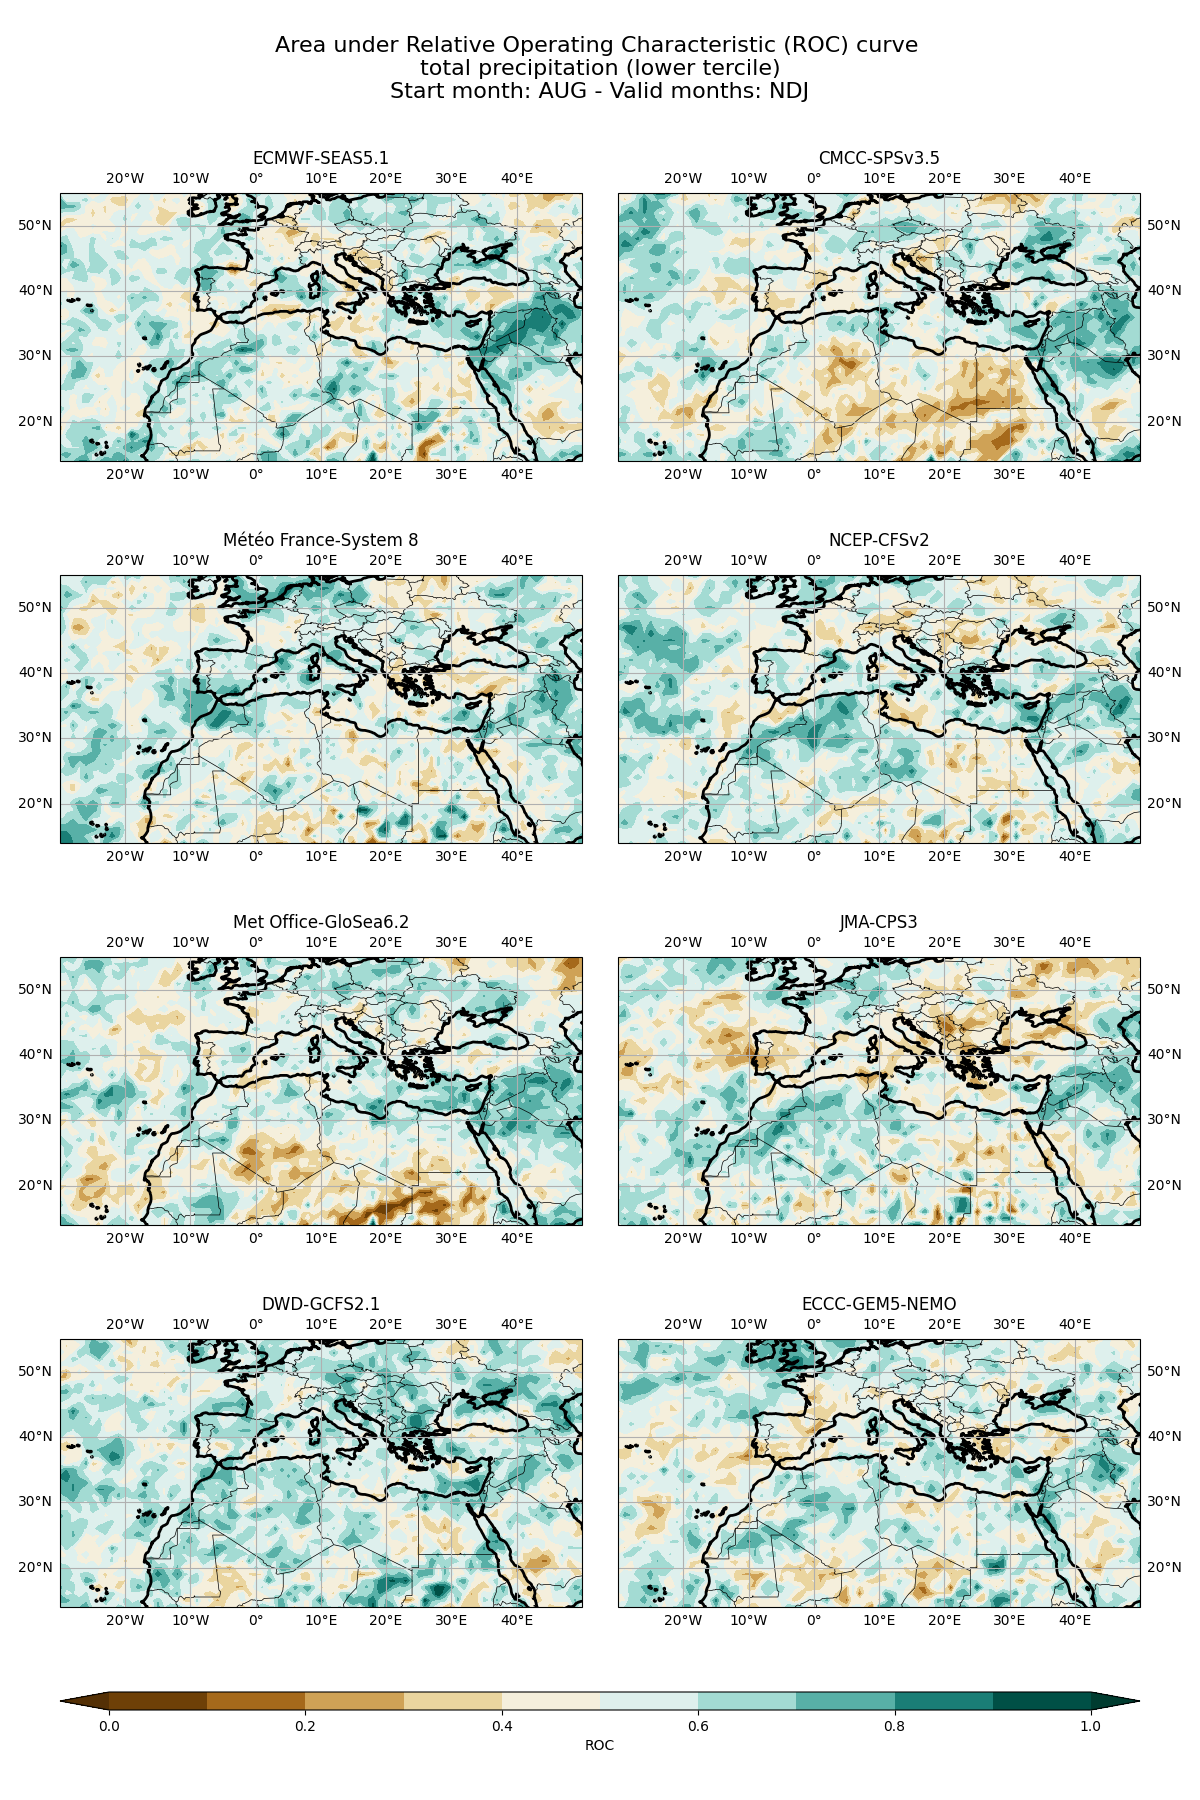 Area under Relative Operating Characteristic (ROC) curve
total precipitation (lower tercile)
Start month: AUG - Valid months: NDJ
ECMWF-SEAS5.1
20°W 10°W 0° 10°E 20°E 30°E 40°E
50°N
40°N
30°N
20°N
20°W 10°W 0° 10°E 20°E 30°E 40°E
CMCC-SPSv3.5
20°W 10°W 0° 10°E 20°E 30°E 40°E
50°N
40°N
30°N
20°N
20°W 10°W 0° 10°E 20°E 30°E 40°E
Météo France-System 8
20°W 10°W 0° 10°E 20°E 30°E 40°E
50°N
40°N
30°N
20°N
20°W 10°W 0° 10°E 20°E 30°E 40°E
NCEP-CFSv2
20°W 10°W 0° 10°E 20°E 30°E 40°E
50°N
40°N
30°N
20°N
20°W 10°W 0° 10°E 20°E 30°E 40°E
Met Office-GloSea6.2
20°W 10°W 0° 10°E 20°E 30°E 40°E
50°N
40°N
30°N
20°N
20°W 10°W 0° 10°E 20°E 30°E 40°E
JMA-CPS3
20°W 10°W 0° 10°E 20°E 30°E 40°E
50°N
40°N
30°N
20°N
20°W 10°W 0° 10°E 20°E 30°E 40°E
DWD-GCFS2.1
20°W 10°W 0° 10°E 20°E 30°E 40°E
50°N
40°N
30°N
20°N
20°W 10°W 0° 10°E 20°E 30°E 40°E
ECCC-GEM5-NEMO
20°W 10°W 0° 10°E 20°E 30°E 40°E
50°N
40°N
30°N
20°N
20°W 10°W 0° 10°E 20°E 30°E 40°E
0.0 0.2 0.4 0.6 0.8 1.0
ROC